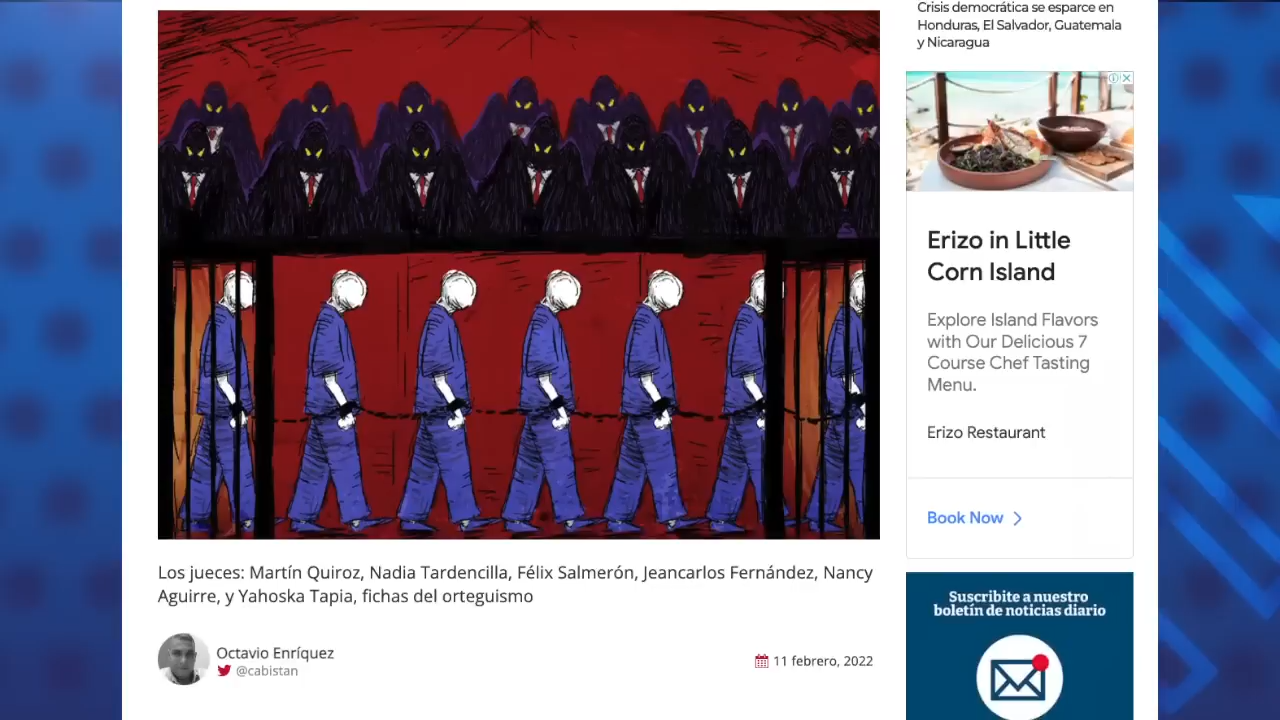 Los jueces: Martín Quiroz, Nadia Tardencilla, Félix Salmerón, Jeancarlos Fernández, Nancy
Aguirre, y Yahoska Tapia, fichas del orteguismo
Octavio Enríquez
@cabistan
11 febrero, 2022
Crisis democrática se esparce en
Honduras, El Salvador, Guatemala
y Nicaragua
Erizo in Little
Corn Island
Explore Island Flavors
with Our Delicious 7
Course Chef Tasting
Menu.
Erizo Restaurant
Book Now
Suscribite a nuestro
boletín de noticias diario